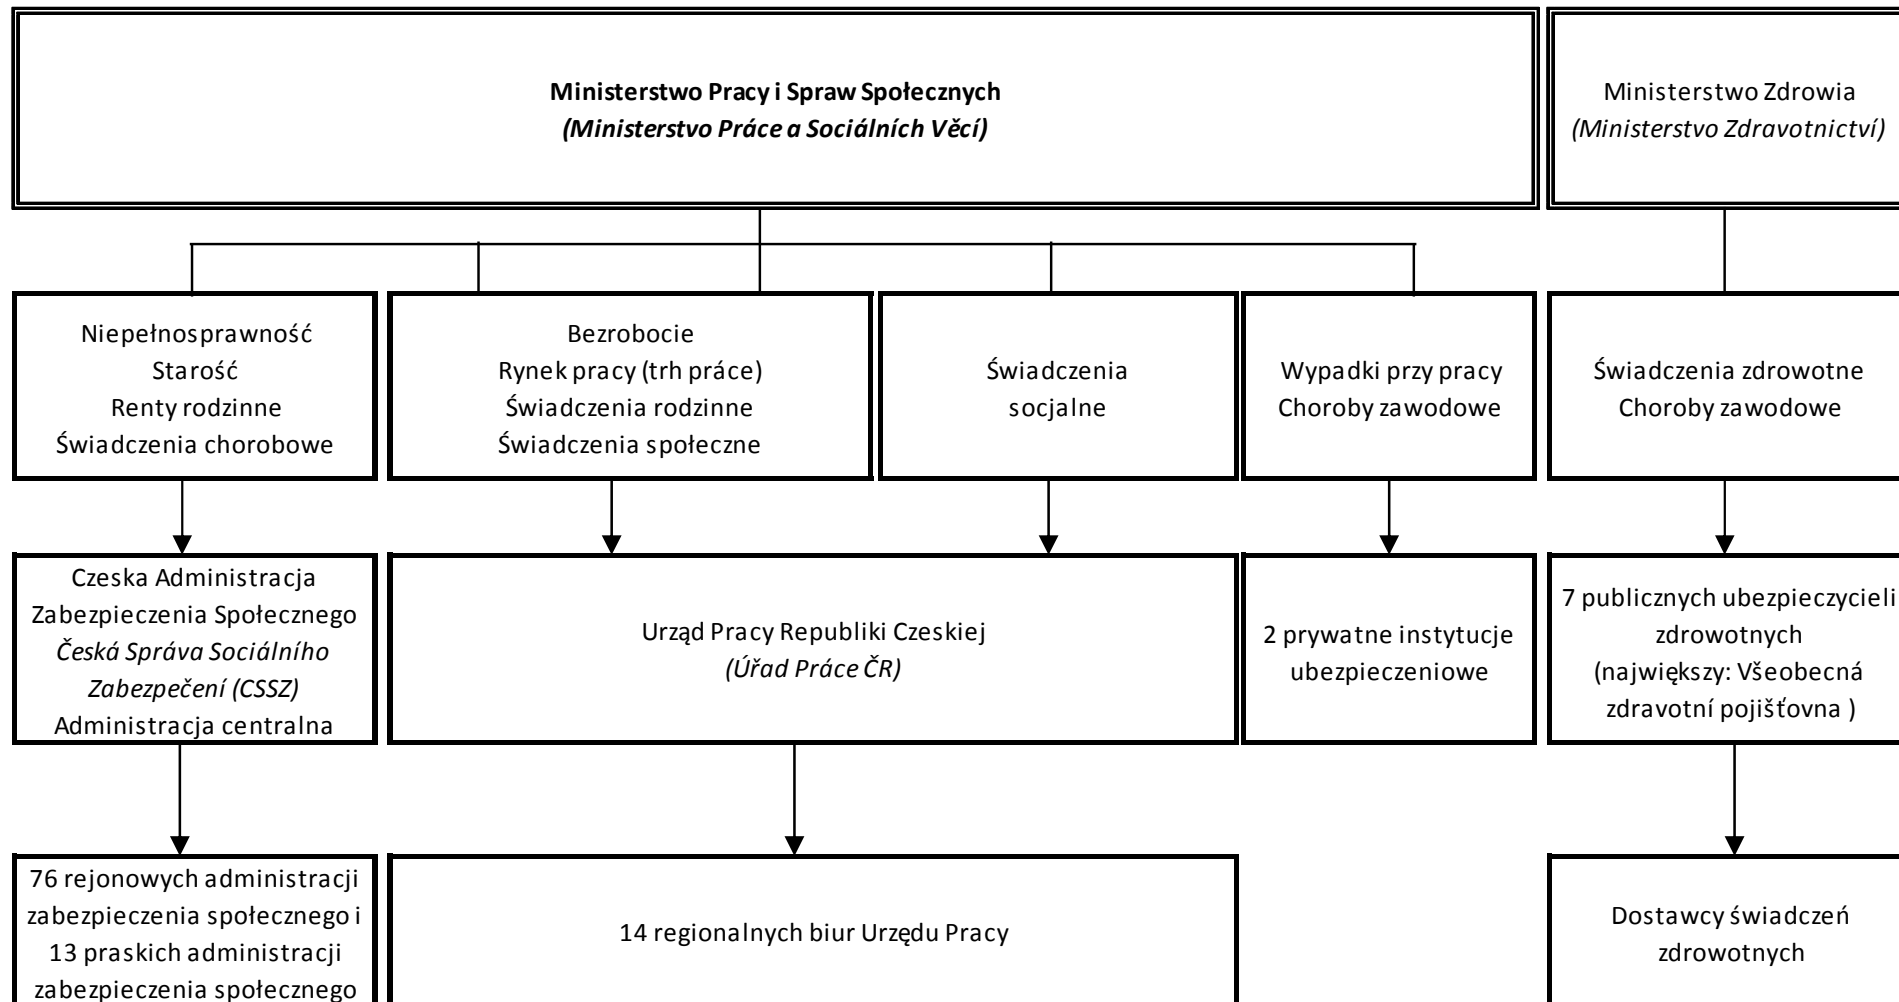 Ministerstwo Pracy i Spraw Społecznych
(Ministerstvo Práce a Sociálních Věcí)
Ministerstwo Zdrowia
(Ministerstvo Zdravotnictví)
Niepełnosprawność
Starość
Renty rodzinne
Świadczenia chorobowe
Bezrobocie
Rynek pracy (trh práce)
Świadczenia rodzinne
Świadczenia społeczne
Świadczenia
socjalne
Wypadki przy pracy
Choroby zawodowe
Świadczenia zdrowotne
Choroby zawodowe
Czeska Administracja
Zabezpieczenia Społecznego
Česká Správa Sociálního
Zabezpečení (CSSZ)
Administracja centralna
Urząd Pracy Republiki Czeskiej
(Úřad Práce ČR)
2 prywatne instytucje
ubezpieczeniowe
7 publicznych ubezpieczycieli
zdrowotnych
(największy: Všeobecná
zdravotní pojišťovna )
76 rejonowych administracji
zabezpieczenia społecznego i
13 praskich administracji
zabezpieczenia społecznego
14 regionalnych biur Urzędu Pracy
Dostawcy świadczeń
zdrowotnych